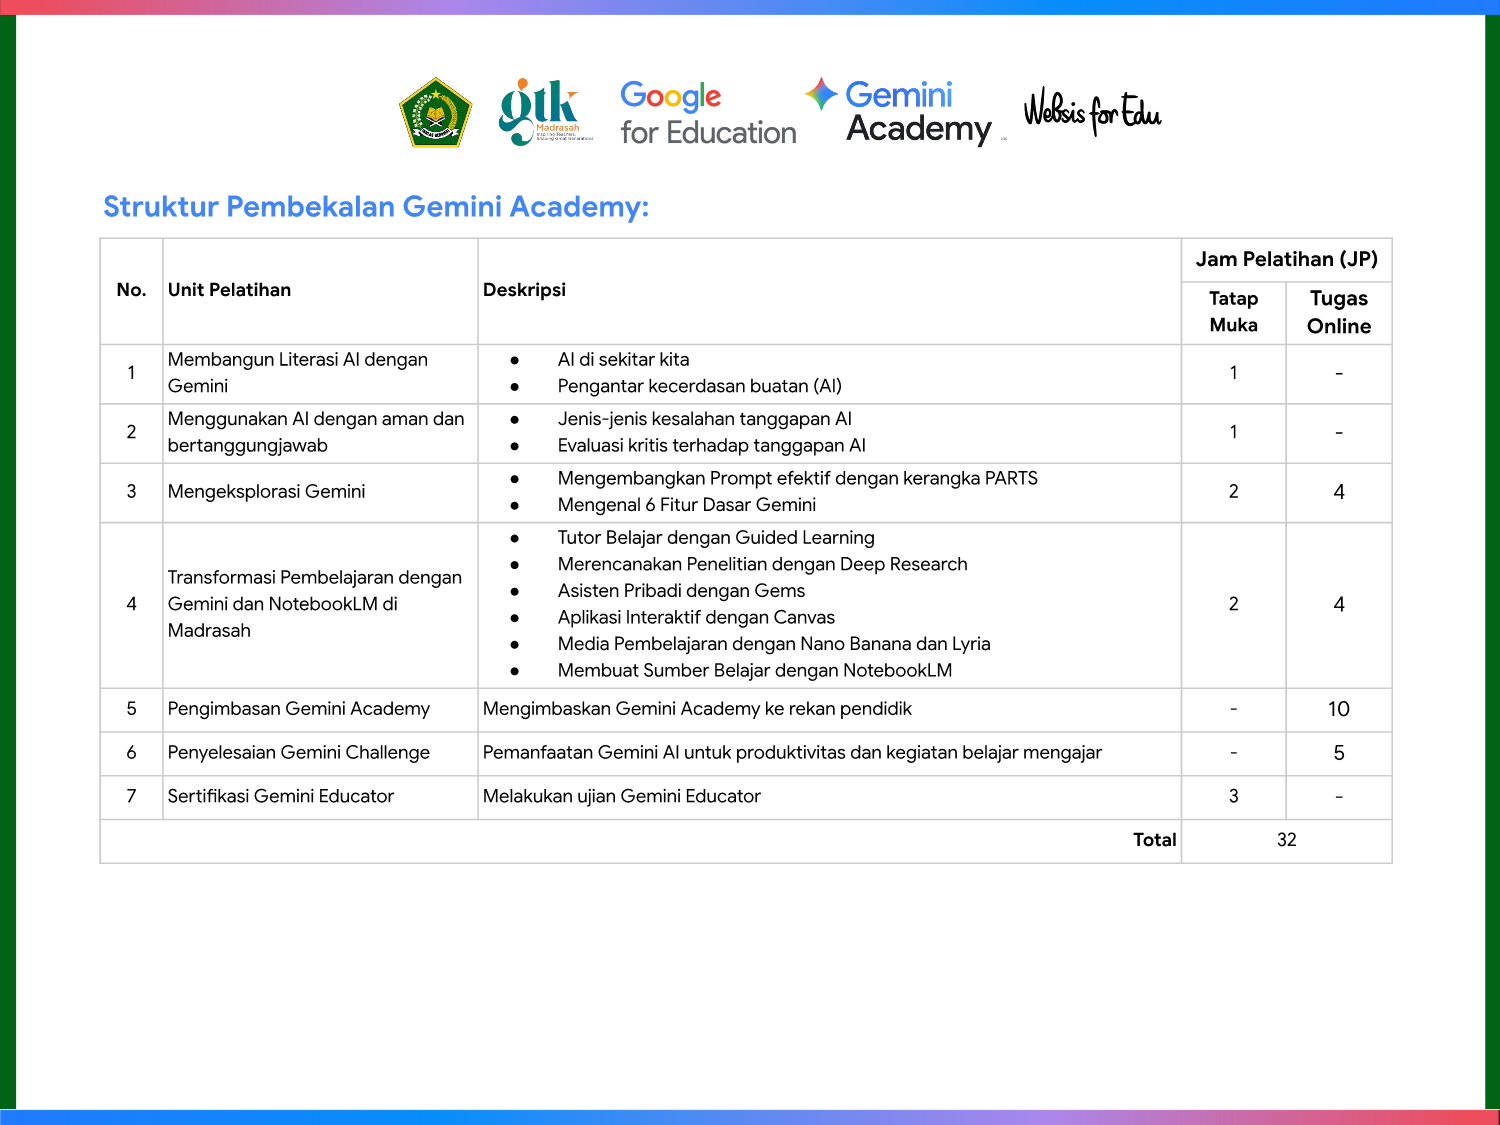 gtk
Madrasah
Google
for Education
Gemini
Academy
Websis for Edu
Struktur Pembekalan Gemini Academy:
No.
Unit Pelatihan
Deskripsi
Jam Pelatihan (JP)
Tatap
Muka
Tugas
Online
1
Membangun Literasi AI dengan
Gemini
● AI di sekitar kita
● Pengantar kecerdasan buatan (AI)
1
-
2
Menggunakan AI dengan aman dan
bertanggungjawab
● Jenis-jenis kesalahan tanggapan AI
● Evaluasi kritis terhadap tanggapan AI
1
-
3
Mengeksplorasi Gemini
● Mengembangkan Prompt efektif dengan kerangka PARTS
● Mengenal 6 Fitur Dasar Gemini
2
4
4
Transformasi Pembelajaran dengan
Gemini dan NotebookLM di
Madrasah
● Tutor Belajar dengan Guided Learning
● Merencanakan Penelitian dengan Deep Research
● Asisten Pribadi dengan Gems
● Aplikasi Interaktif dengan Canvas
● Media Pembelajaran dengan Nano Banana dan Lyria
● Membuat Sumber Belajar dengan NotebookLM
2
4
5
Pengimbasan Gemini Academy
Mengimbaskan Gemini Academy ke rekan pendidik
-
10
6
Penyelesaian Gemini Challenge
Pemanfaatan Gemini AI untuk produktivitas dan kegiatan belajar mengajar
-
5
7
Sertifikasi Gemini Educator
Melakukan ujian Gemini Educator
3
-
Total
32